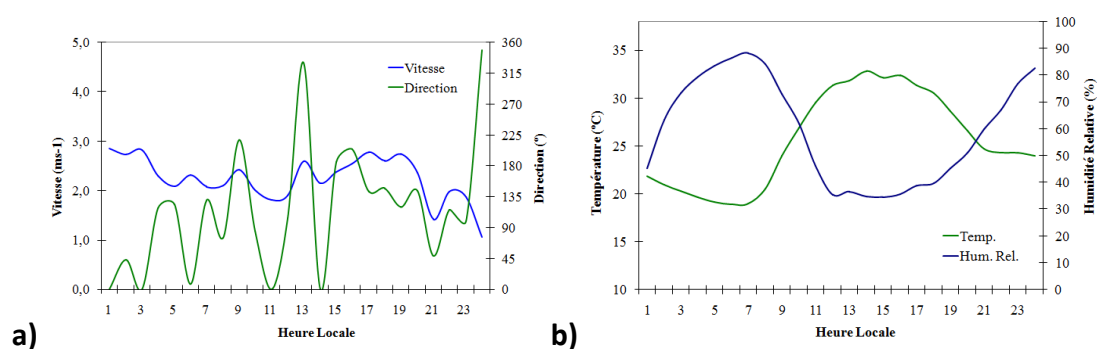 5,0
4,0
3,0
2,0
1,0
0,0
Vitesse (ms-1)
Vitesse
Direction
360
315
270
225
180
135
90
45
0
Direction (º)
1 3 5 7 9 11 13 15 17 19 21 23
Heure Locale
a)
35
30
25
20
15
10
Température (ºC)
Temp.
Hum. Rel.
100
90
80
70
60
50
40
30
20
10
0
Humidité Relative (%)
1 3 5 7 9 11 13 15 17 19 21 23
Heure Locale
b)